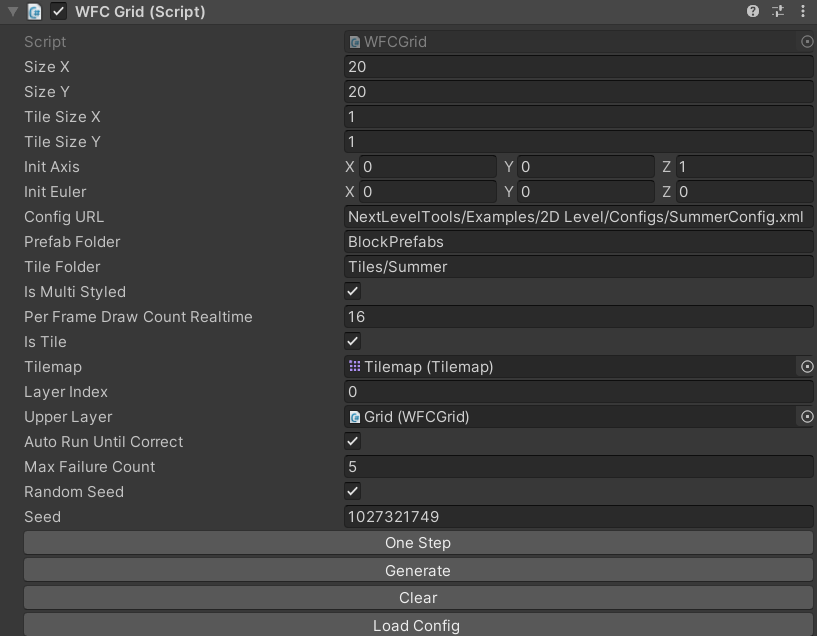 WFC Grid (Script)
Script WFCGrid
Size X 20
Size Y 20
Tile Size X 1
Tile Size Y 1
Init Axis X 0 Y 0 Z 1
Init Euler X 0 Y 0 Z 0
Config URL NextLevelTools/Examples/2D Level/Configs/SummerConfig.xml
Prefab Folder BlockPrefabs
Tile Folder Tiles/Summer
Is Multi Styled
Per Frame Draw Count Realtime 16
Is Tile
Tilemap Tilemap (Tilemap)
Layer Index 0
Upper Layer Grid (WFCGrid)
Auto Run Until Correct
Max Failure Count 5
Random Seed
Seed 1027321749
One Step
Generate
Clear
Load Config